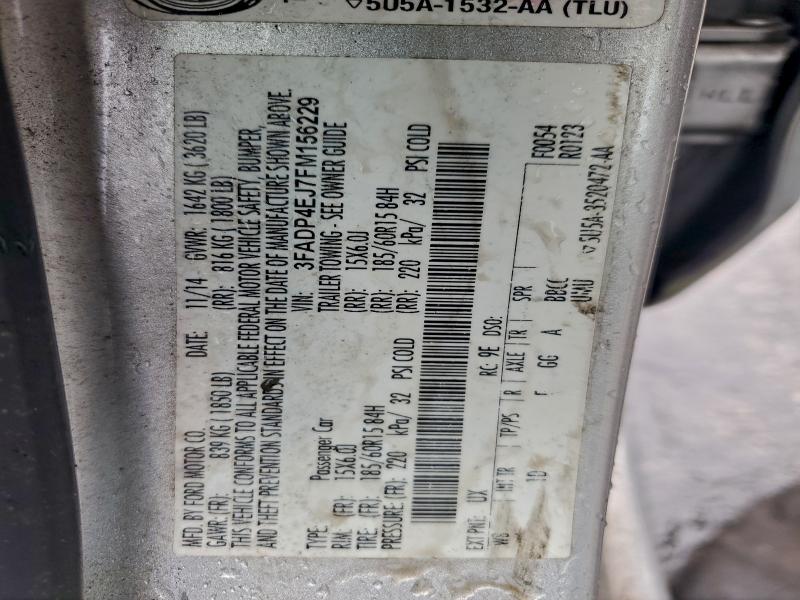 5U5A-1532-AA (TLU)
MFD. BY FORD MOTOR CO. DATE: 11/14 GVWR: 1642 KG ( 3620 LB)
GAWR: (FR): 839 KG ( 1850 LB) (RR): 816 KG ( 1800 LB)
THIS VEHICLE CONFORMS TO ALL APPLICABLE FEDERAL MOTOR VEHICLE SAFETY, BUMPER,
AND THEFT PREVENTION STANDARDS IN EFFECT ON THE DATE OF MANUFACTURE SHOWN ABOVE.
VIN: 3FADP4EJ7FM156229
TYPE: Passenger Car TRAILER TOWING - SEE OWNER GUIDE
RIM (FR): 15X6.0J (RR): 15X6.0J
TIRE: (FR): 185/60R15 84H (RR): 185/60R15 84H
PRESSURE (FR): 220 kPa/ 32 PSI COLD (RR): 220 kPa/ 32 PSI COLD
EXT PNT: UX RC: 9E DSO: F0054
WB INT TR TP/PS R AXLE TR SPR R0123
F GG A BBCC
UMU
5U5A-3520472-AA